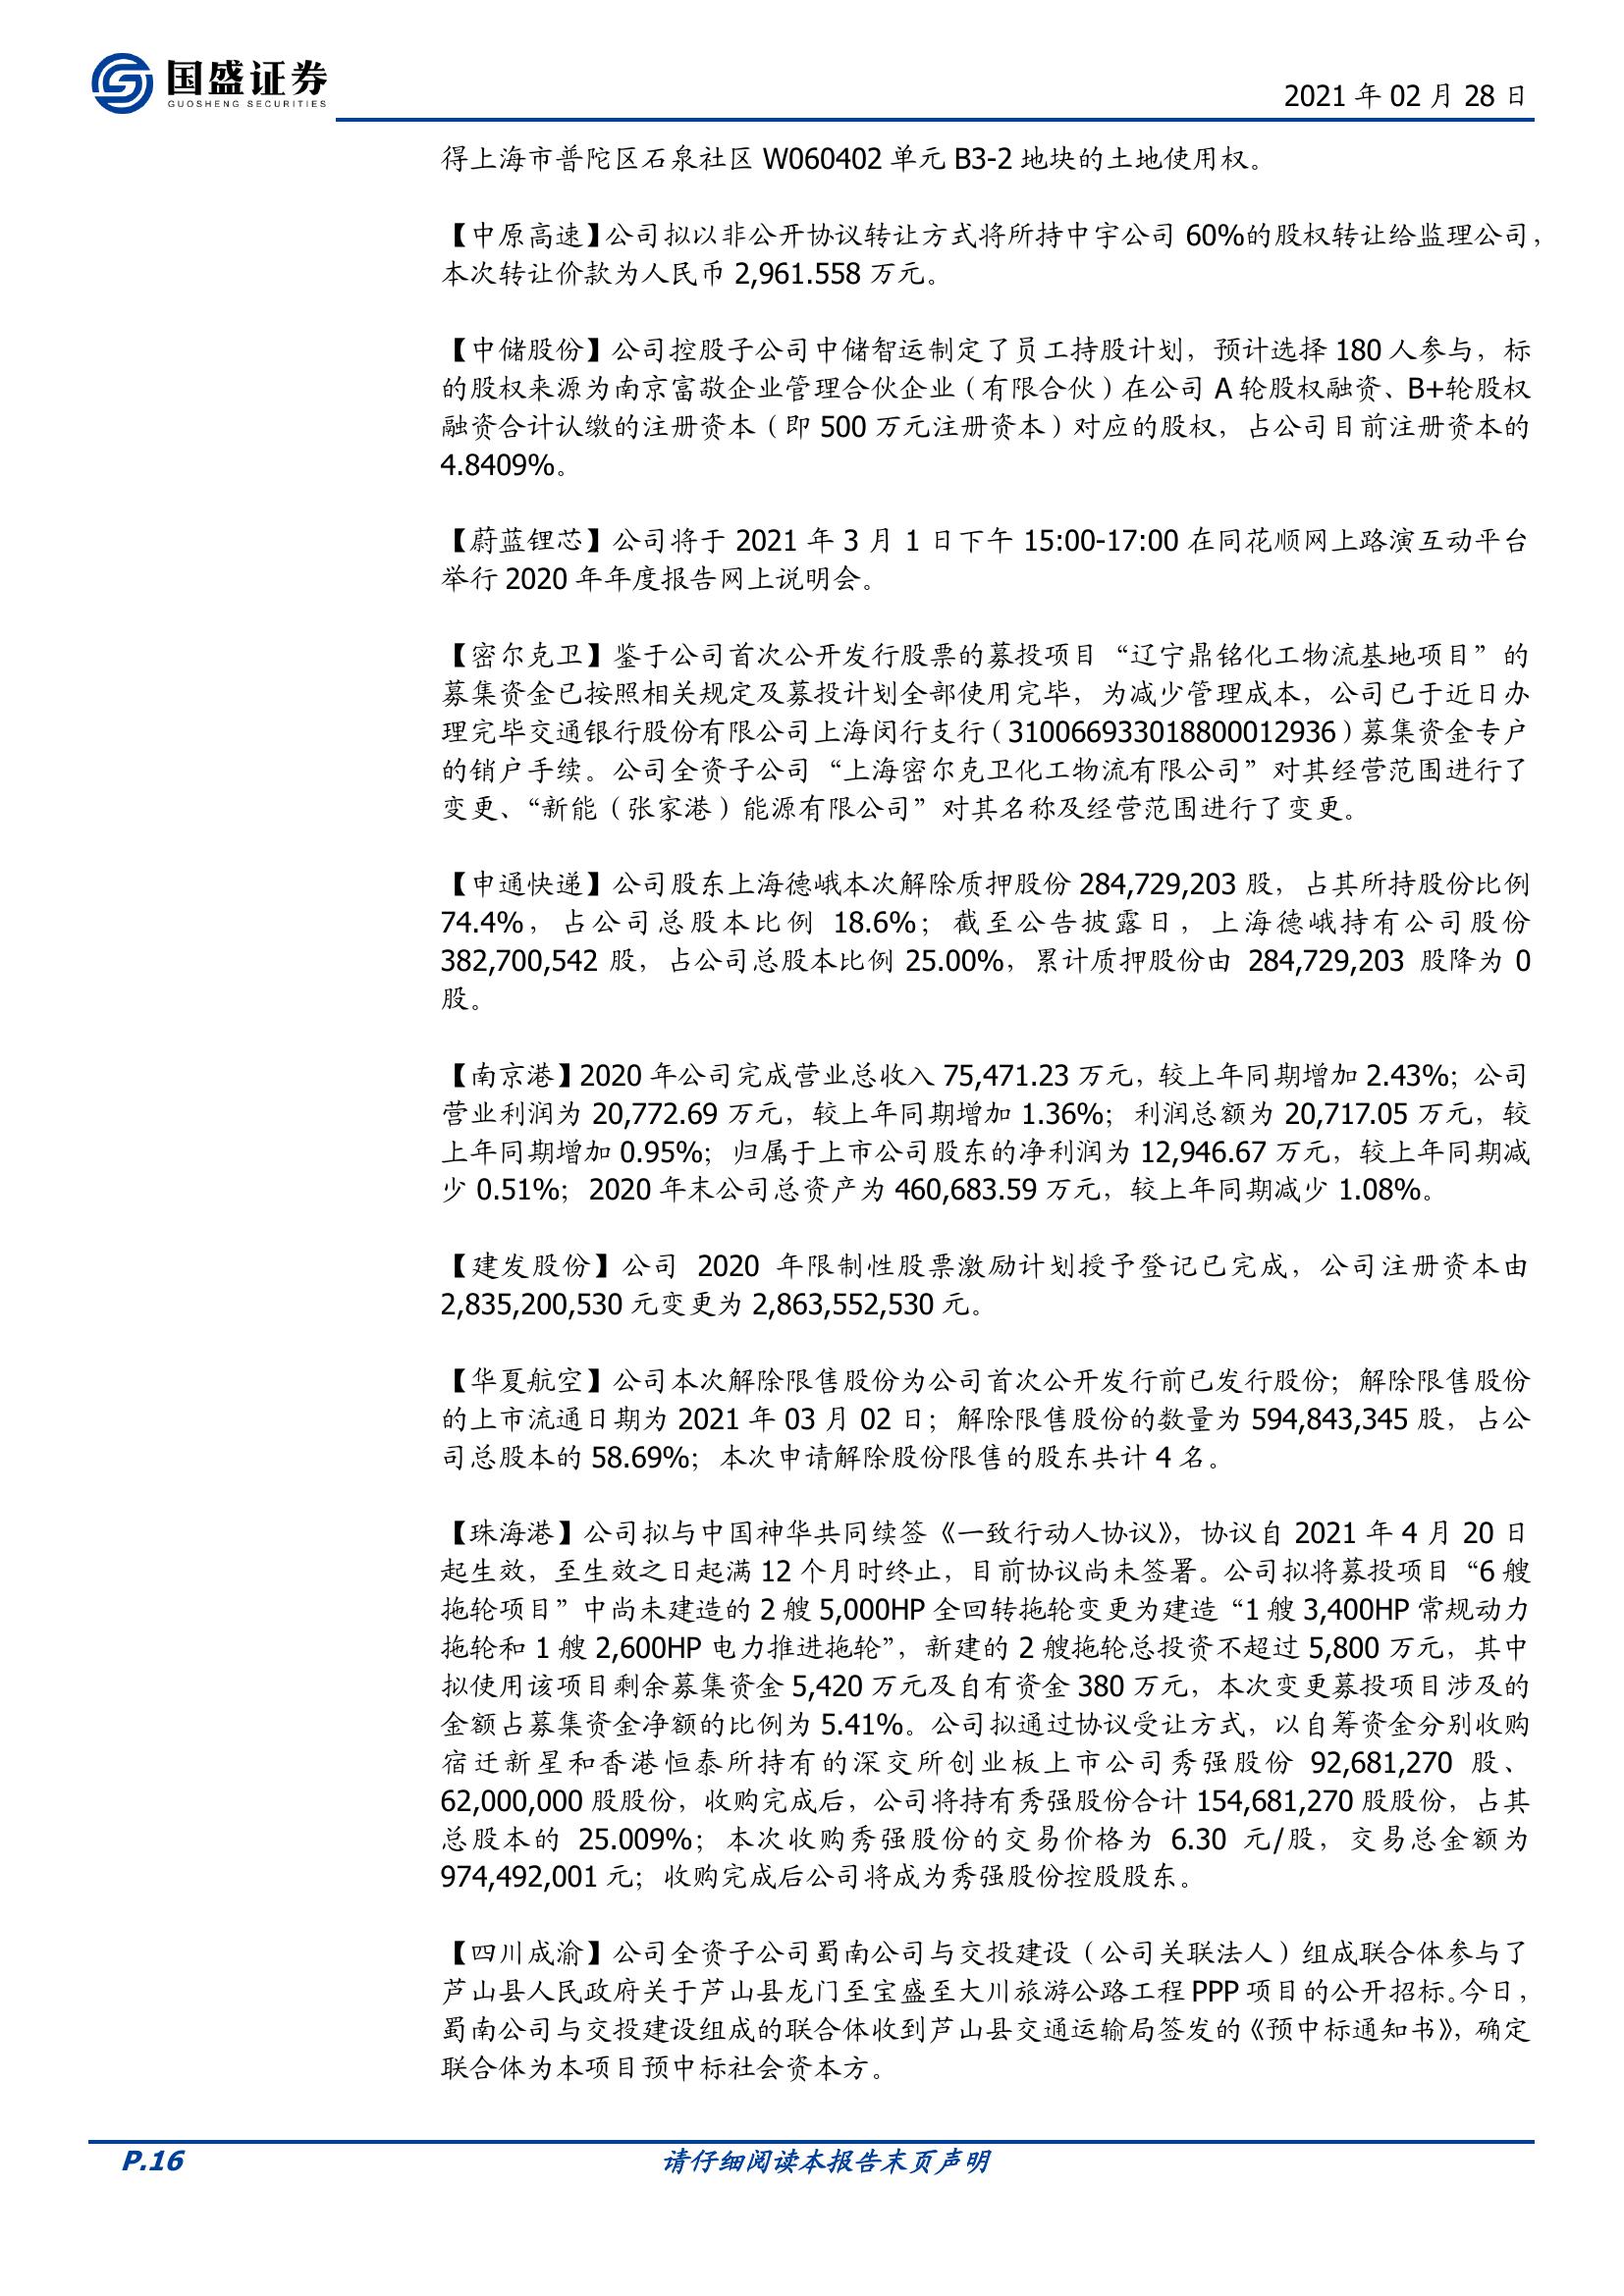 国盛证券
GUOSHENG SECURITIES
2021 年 02 月 28 日
得上海市普陀区石泉社区 W060402 单元 B3-2 地块的土地使用权。
【中原高速】公司拟以非公开协议转让方式将所持中宇公司 60%的股权转让给监理公司，
本次转让价款为人民币 2,961.558 万元。
【中储股份】公司控股子公司中储智运制定了员工持股计划，预计选择 180 人参与，标
的股权来源为南京富敬企业管理合伙企业（有限合伙）在公司 A 轮股权融资、B+轮股权
融资合计认缴的注册资本（即 500 万元注册资本）对应的股权，占公司目前注册资本的
4.8409%。
【蔚蓝锂芯】公司将于 2021 年 3 月 1 日下午 15:00-17:00 在同花顺网上路演互动平台
举行 2020 年年度报告网上说明会。
【密尔克卫】鉴于公司首次公开发行股票的募投项目“辽宁鼎铭化工物流基地项目”的
募集资金已按照相关规定及募投计划全部使用完毕，为减少管理成本，公司已于近日办
理完毕交通银行股份有限公司上海闵行支行（310066933018800012936）募集资金专户
的销户手续。公司全资子公司“上海密尔克卫化工物流有限公司”对其经营范围进行了
变更、“新能（张家港）能源有限公司”对其名称及经营范围进行了变更。
【申通快递】公司股东上海德峨本次解除质押股份 284,729,203 股，占其所持股份比例
74.4%，占公司总股本比例 18.6%；截至公告披露日，上海德峨持有公司股份
382,700,542 股，占公司总股本比例 25.00%，累计质押股份由 284,729,203 股降为 0
股。
【南京港】2020 年公司完成营业总收入 75,471.23 万元，较上年同期增加 2.43%；公司
营业利润为 20,772.69 万元，较上年同期增加 1.36%；利润总额为 20,717.05 万元，较
上年同期增加 0.95%；归属于上市公司股东的净利润为 12,946.67 万元，较上年同期减
少 0.51%；2020 年末公司总资产为 460,683.59 万元，较上年同期减少 1.08%。
【建发股份】公司 2020 年限制性股票激励计划授予登记已完成，公司注册资本由
2,835,200,530 元变更为 2,863,552,530 元。
【华夏航空】公司本次解除限售股份为公司首次公开发行前已发行股份；解除限售股份
的上市流通日期为 2021 年 03 月 02 日；解除限售股份的数量为 594,843,345 股，占公
司总股本的 58.69%；本次申请解除股份限售的股东共计 4 名。
【珠海港】公司拟与中国神华共同续签《一致行动人协议》，协议自 2021 年 4 月 20 日
起生效，至生效之日起满 12 个月时终止，目前协议尚未签署。公司拟将募投项目“6 艘
拖轮项目”中尚未建造的 2 艘 5,000HP 全回转拖轮变更为建造“1 艘 3,400HP 常规动力
拖轮和 1 艘 2,600HP 电力推进拖轮”，新建的 2 艘拖轮总投资不超过 5,800 万元，其中
拟使用该项目剩余募集资金 5,420 万元及自有资金 380 万元，本次变更募投项目涉及的
金额占募集资金净额的比例为 5.41%。公司拟通过协议受让方式，以自筹资金分别收购
宿迁新星和香港恒泰所持有的深交所创业板上市公司秀强股份 92,681,270 股、
62,000,000 股股份，收购完成后，公司将持有秀强股份合计 154,681,270 股股份，占其
总股本的 25.009%；本次收购秀强股份的交易价格为 6.30 元/股，交易总金额为
974,492,001 元；收购完成后公司将成为秀强股份控股股东。
【四川成渝】公司全资子公司蜀南公司与交投建设（公司关联法人）组成联合体参与了
芦山县人民政府关于芦山县龙门至宝盛至大川旅游公路工程 PPP 项目的公开招标。今日，
蜀南公司与交投建设组成的联合体收到芦山县交通运输局签发的《预中标通知书》，确定
联合体为本项目预中标社会资本方。
P.16
请仔细阅读本报告末页声明